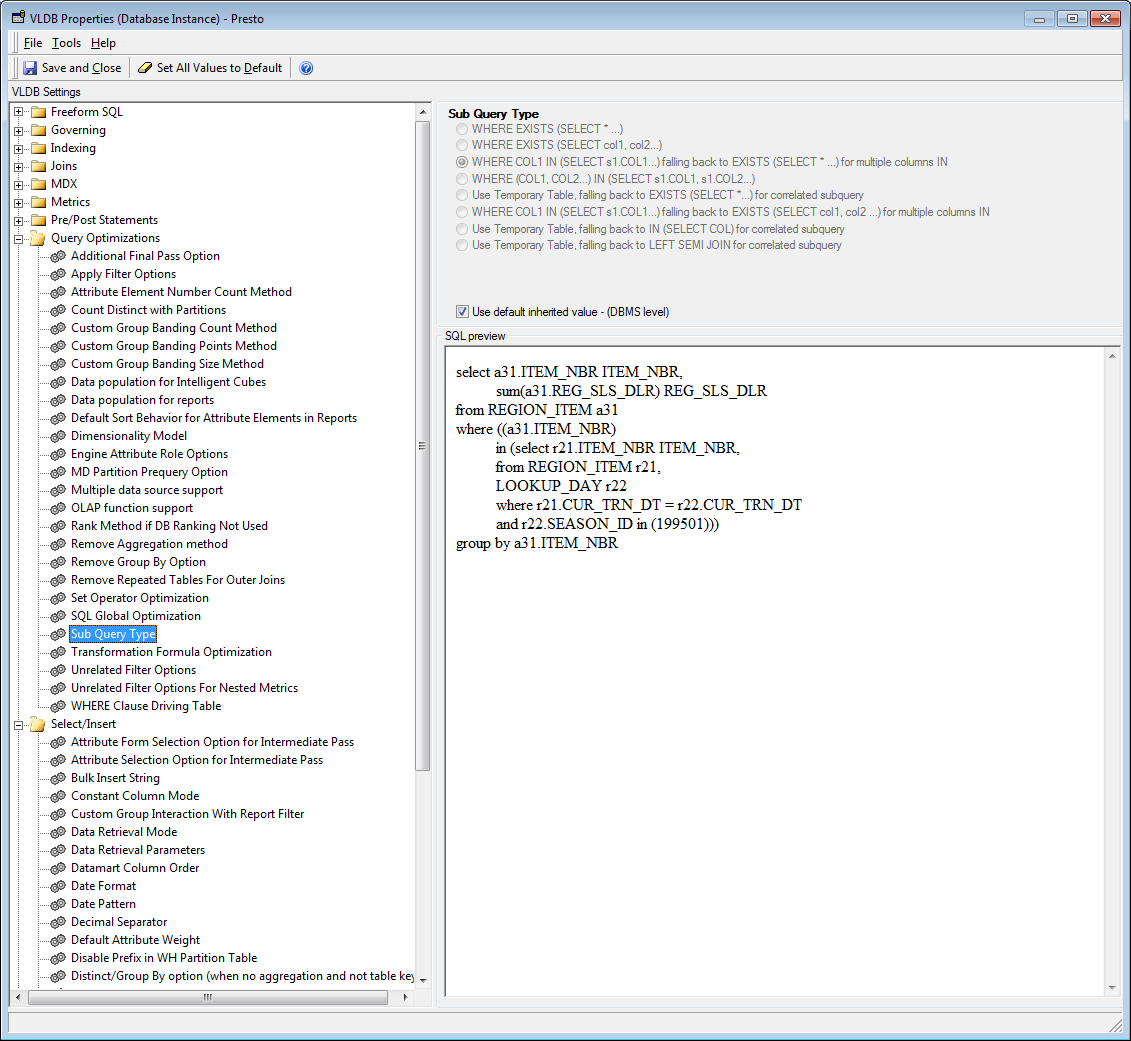 VLDB Properties (Database Instance) - Presto
File Tools Help
Save and Close Set All Values to Default
VLDB Settings
Freeform SQL
Governing
Indexing
Joins
MDX
Metrics
Pre/Post Statements
Query Optimizations
Additional Final Pass Option
Apply Filter Options
Attribute Element Number Count Method
Count Distinct with Partitions
Custom Group Banding Count Method
Custom Group Banding Points Method
Custom Group Banding Size Method
Data population for Intelligent Cubes
Data population for reports
Default Sort Behavior for Attribute Elements in Reports
Dimensionality Model
Engine Attribute Role Options
MD Partition Prequery Option
Multiple data source support
OLAP function support
Rank Method if DB Ranking Not Used
Remove Aggregation method
Remove Group By Option
Remove Repeated Tables For Outer Joins
Set Operator Optimization
SQL Global Optimization
Sub Query Type
Transformation Formula Optimization
Unrelated Filter Options
Unrelated Filter Options For Nested Metrics
WHERE Clause Driving Table
Select/Insert
Attribute Form Selection Option for Intermediate Pass
Attribute Selection Option for Intermediate Pass
Bulk Insert String
Constant Column Mode
Custom Group Interaction With Report Filter
Data Retrieval Mode
Data Retrieval Parameters
Datamart Column Order
Date Format
Date Pattern
Decimal Separator
Default Attribute Weight
Disable Prefix in WH Partition Table
Distinct/Group By option (when no aggregation and not table key
Sub Query Type
WHERE EXISTS (SELECT * ...)
WHERE EXISTS (SELECT col1, col2...)
WHERE COL1 IN (SELECT s1.COL1...) falling back to EXISTS (SELECT * ...) for multiple columns IN
WHERE (COL1, COL2...) IN (SELECT s1.COL1, s1.COL2...)
Use Temporary Table, falling back to EXISTS (SELECT *...) for correlated subquery
WHERE COL1 IN (SELECT s1.COL1...) falling back to EXISTS (SELECT col1, col2 ...) for multiple columns IN
Use Temporary Table, falling back to IN (SELECT COL) for correlated subquery
Use Temporary Table, falling back to LEFT SEMI JOIN for correlated subquery
Use default inherited value - (DBMS level)
SQL preview
select a31.ITEM_NBR ITEM_NBR,
sum(a31.REG_SLS_DLR) REG_SLS_DLR
from REGION_ITEM a31
where ((a31.ITEM_NBR)
in (select r21.ITEM_NBR ITEM_NBR,
from REGION_ITEM r21,
LOOKUP_DAY r22
where r21.CUR_TRN_DT = r22.CUR_TRN_DT
and r22.SEASON_ID in (199501)))
group by a31.ITEM_NBR